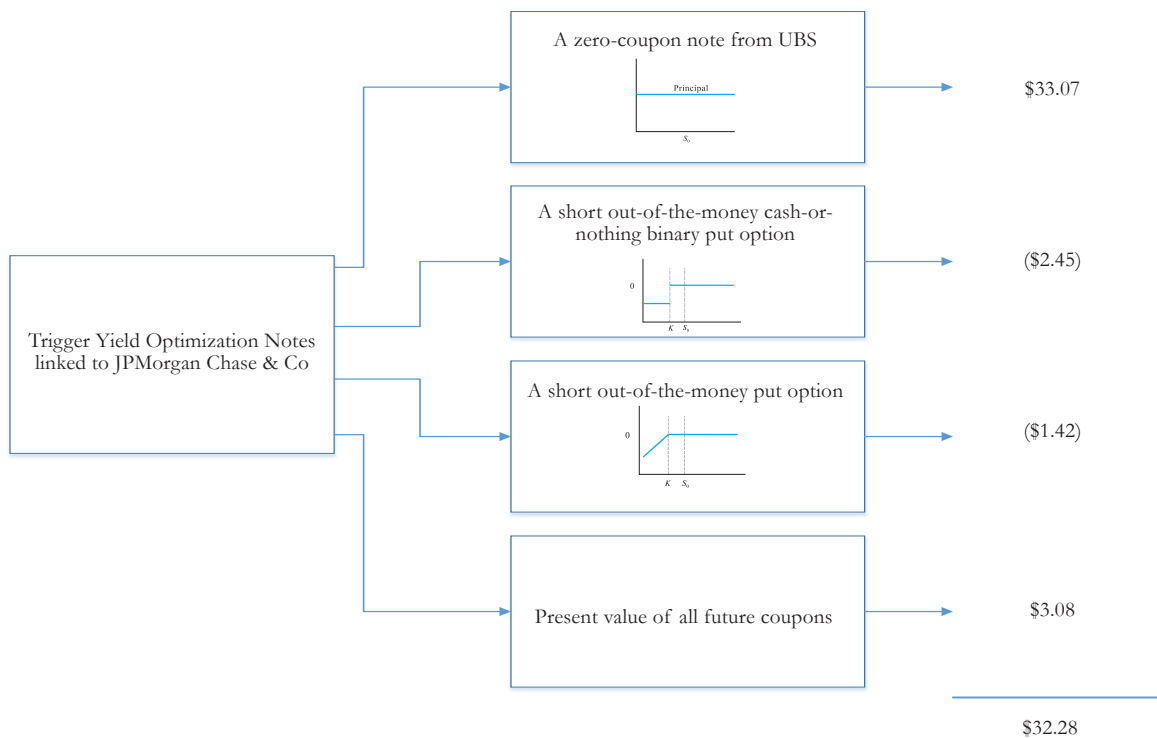 A zero-coupon note from UBS
Principal
S0
$33.07
A short out-of-the-money cash-or-
nothing binary put option
0
K S0
($2.45)
Trigger Yield Optimization Notes
linked to JPMorgan Chase & Co
A short out-of-the-money put option
0
K S0
($1.42)
Present value of all future coupons
$3.08
$32.28